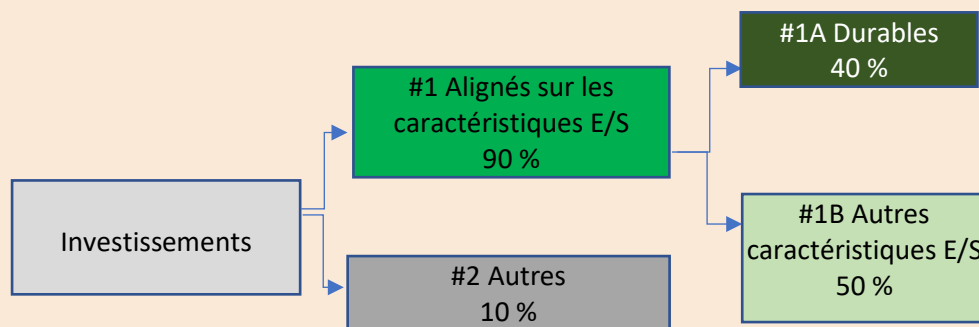 #1A Durables
40 %
#1 Alignés sur les
caractéristiques E/S
90 %
Investissements
#1B Autres
caractéristiques E/S
50 %
#2 Autres
10 %